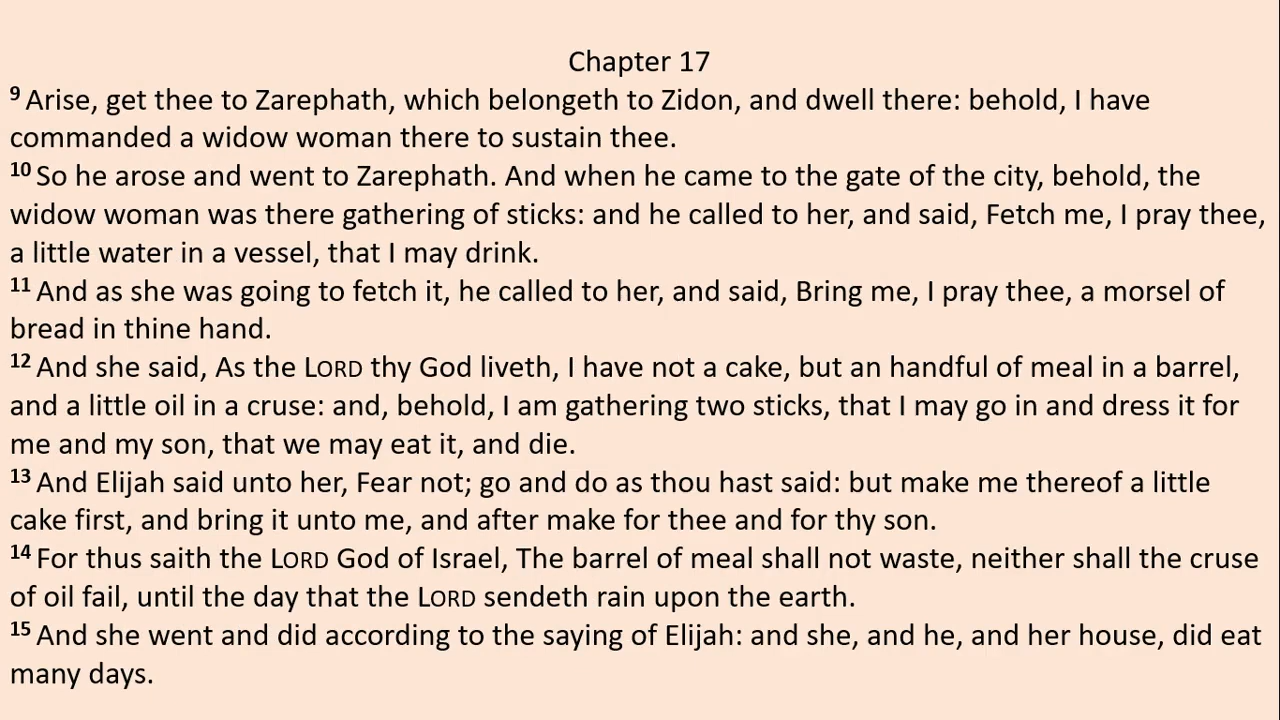 Chapter 17
9 Arise, get thee to Zarephath, which belongeth to Zidon, and dwell there: behold, I have
commanded a widow woman there to sustain thee.
10 So he arose and went to Zarephath. And when he came to the gate of the city, behold, the
widow woman was there gathering of sticks: and he called to her, and said, Fetch me, I pray thee,
a little water in a vessel, that I may drink.
11 And as she was going to fetch it, he called to her, and said, Bring me, I pray thee, a morsel of
bread in thine hand.
12 And she said, As the LORD thy God liveth, I have not a cake, but an handful of meal in a barrel,
and a little oil in a cruse: and, behold, I am gathering two sticks, that I may go in and dress it for
me and my son, that we may eat it, and die.
13 And Elijah said unto her, Fear not; go and do as thou hast said: but make me thereof a little
cake first, and bring it unto me, and after make for thee and for thy son.
14 For thus saith the LORD God of Israel, The barrel of meal shall not waste, neither shall the cruse
of oil fail, until the day that the LORD sendeth rain upon the earth.
15 And she went and did according to the saying of Elijah: and she, and he, and her house, did eat
many days.